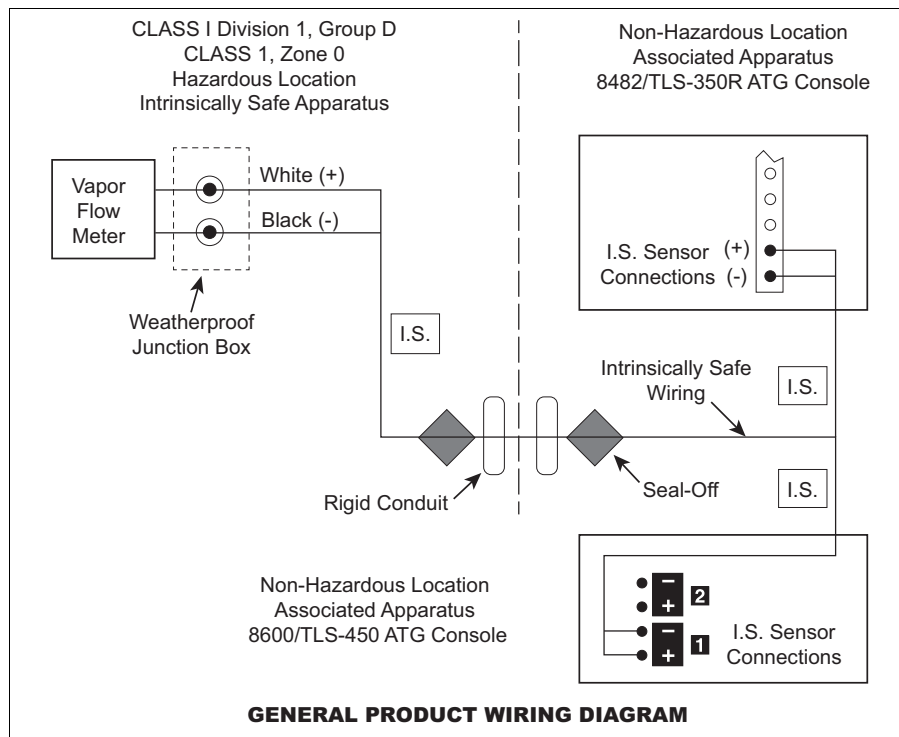 CLASS I Division 1, Group D
CLASS 1, Zone 0
Hazardous Location
Intrinsically Safe Apparatus
Non-Hazardous Location
Associated Apparatus
8482/TLS-350R ATG Console
Vapor
Flow
Meter
White (+)
Black (-)
Weatherproof
Junction Box
I.S.
I.S. Sensor (+)
Connections (-)
Intrinsically Safe
Wiring
I.S.
Rigid Conduit
Seal-Off
I.S.
Non-Hazardous Location
Associated Apparatus
8600/TLS-450 ATG Console
− 2
+
− 1
+
I.S. Sensor
Connections
GENERAL PRODUCT WIRING DIAGRAM